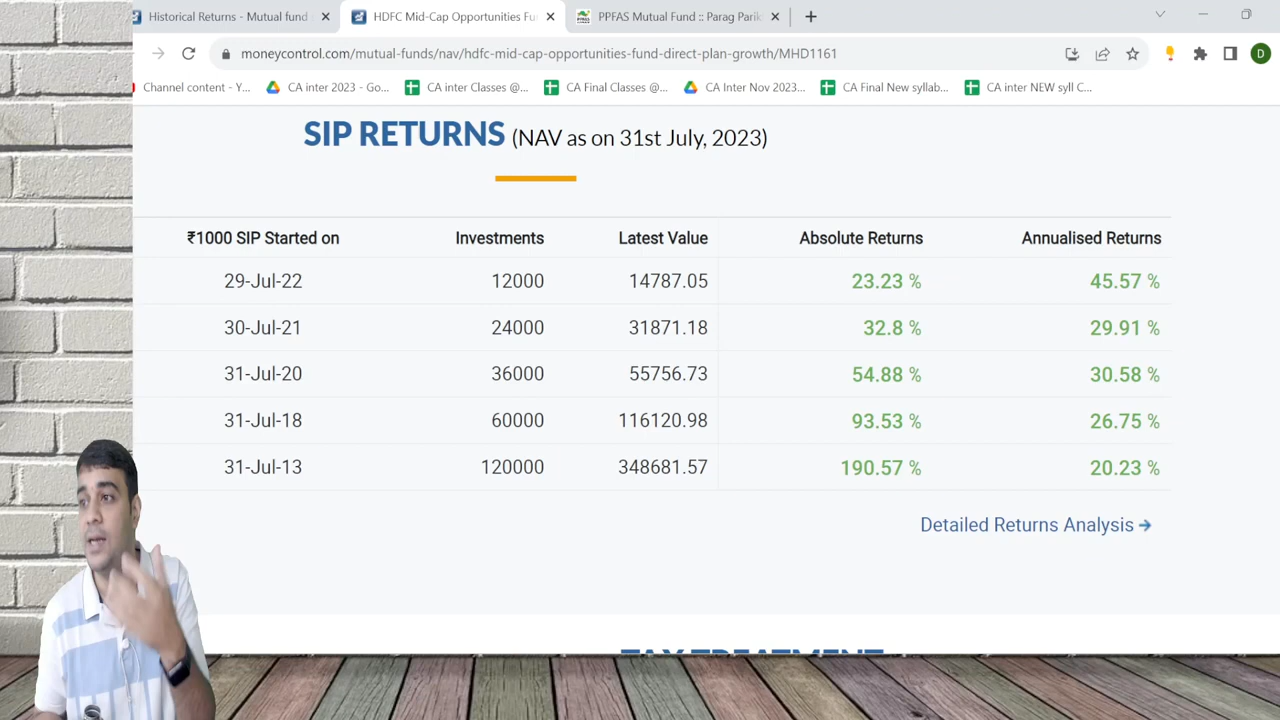 Historical Returns - Mutual fund
HDFC Mid-Cap Opportunities Fu
PPFAS Mutual Fund :: Parag Parik
moneycontrol.com/mutual-funds/nav/hdfc-mid-cap-opportunities-fund-direct-plan-growth/MHD1161
D
Channel content - Y...
CA inter 2023 - Go...
CA inter Classes @...
CA Final Classes @...
CA Inter Nov 2023...
CA Final New syllab...
CA inter NEW syll C...
SIP RETURNS (NAV as on 31st July, 2023)
₹1000 SIP Started on Investments Latest Value Absolute Returns Annualised Returns
29-Jul-22 12000 14787.05 23.23 % 45.57 %
30-Jul-21 24000 31871.18 32.8 % 29.91 %
31-Jul-20 36000 55756.73 54.88 % 30.58 %
31-Jul-18 60000 116120.98 93.53 % 26.75 %
31-Jul-13 120000 348681.57 190.57 % 20.23 %
Detailed Returns Analysis
TAX TREATMENT